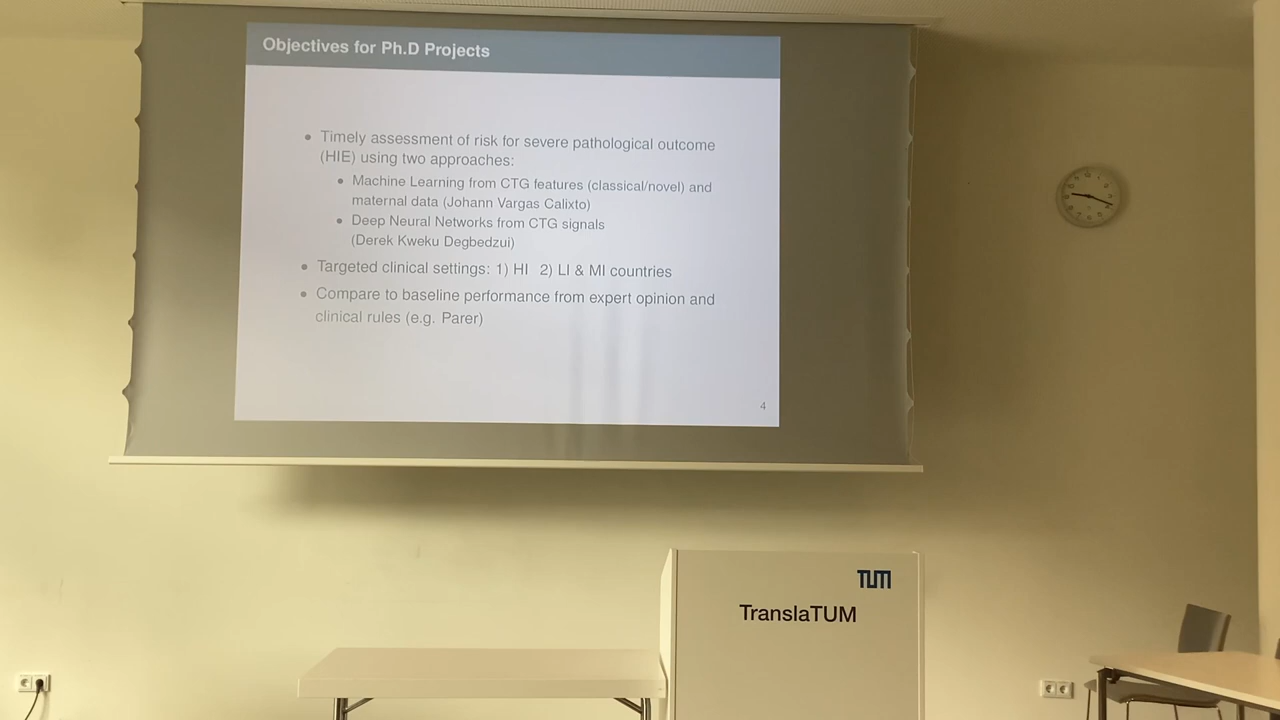 Objectives for Ph.D Projects
• Timely assessment of risk for severe pathological outcome
(HIE) using two approaches:
• Machine Learning from CTG features (classical/novel) and
maternal data (Johann Vargas Calixto)
• Deep Neural Networks from CTG signals
(Derek Kweku Degbedzui)
• Targeted clinical settings: 1) HI 2) LI & MI countries
• Compare to baseline performance from expert opinion and
clinical rules (e.g. Parer)
4
TUM
TranslaTUM